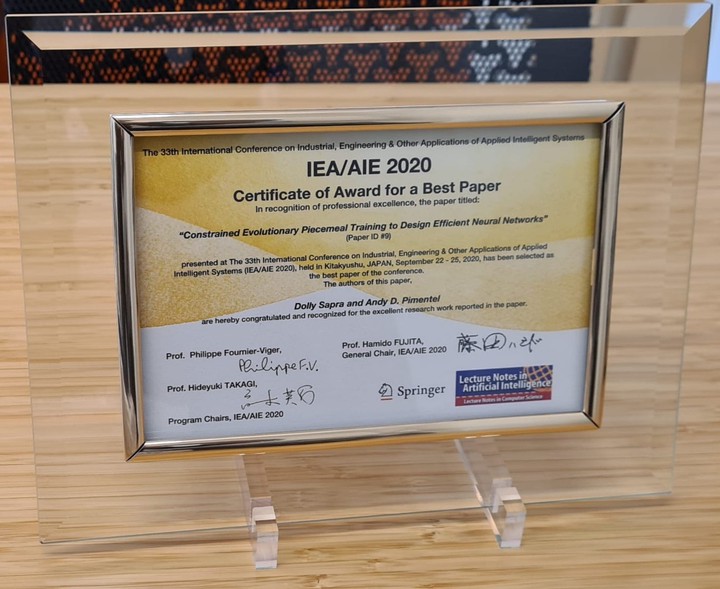 The 33th International Conference on Industrial, Engineering & Other Applications of Applied Intelligent Systems
IEA/AIE 2020
Certificate of Award for a Best Paper
In recognition of professional excellence, the paper titled:
"Constrained Evolutionary Piecemeal Training to Design Efficient Neural Networks"
(Paper ID #9)
presented at The 33th International Conference on Industrial, Engineering & Other Applications of Applied
Intelligent Systems (IEA/AIE 2020), held in Kitakyushu, JAPAN, September 22 - 25, 2020, has been selected as
the best paper of the conference.
The authors of this paper,
Dolly Sapra and Andy D. Pimentel
are hereby congratulated and recognized for the excellent research work reported in the paper.
Prof. Philippe Fournier-Viger,
Philippe F.V.
Prof. Hamido FUJITA,
General Chair, IEA/AIE 2020
藤田
Prof. Hideyuki TAKAGI,
Program Chairs, IEA/AIE 2020
Springer
Lecture Notes in
Artificial Intelligence
Lecture Notes in Computer Science